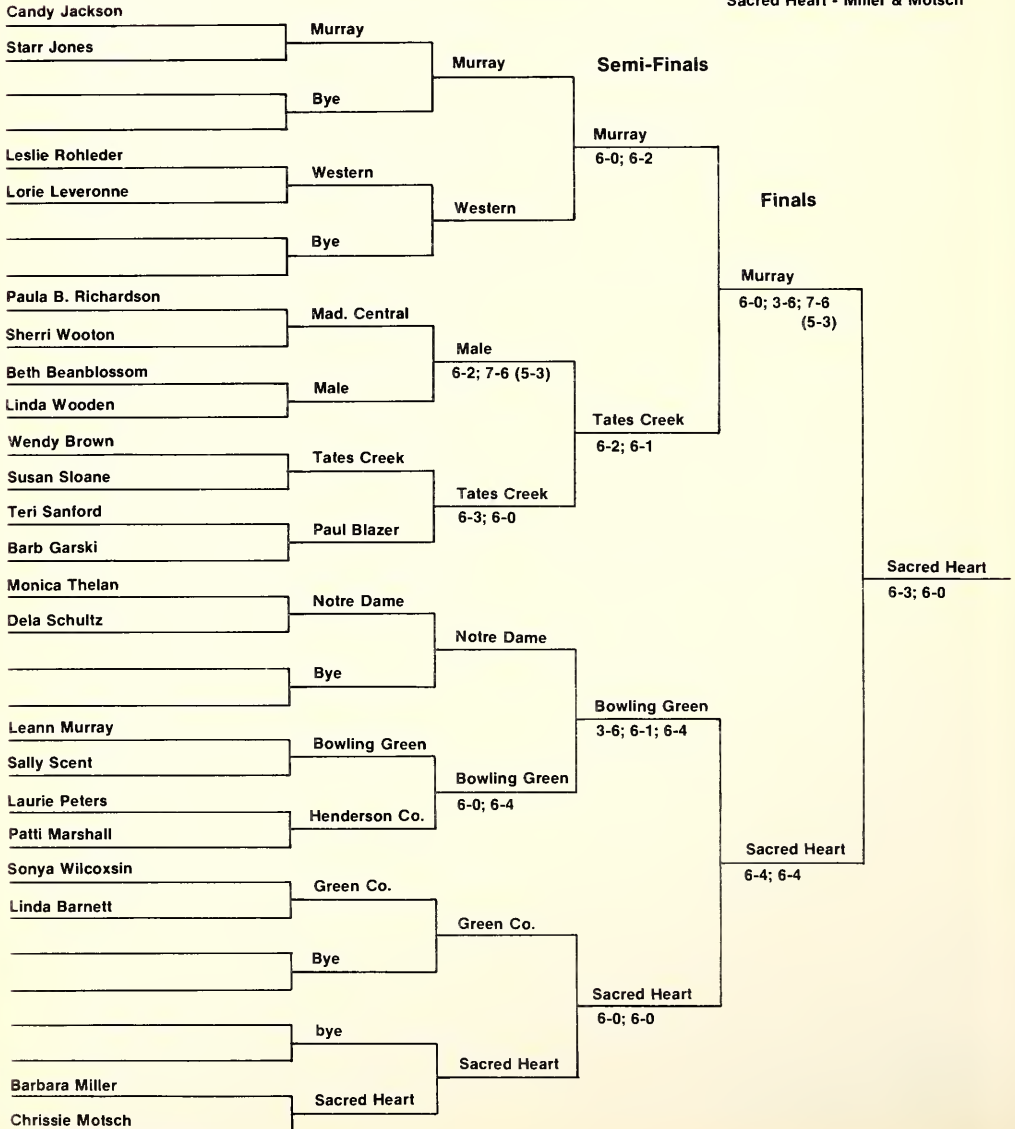 Sacred Heart - Miller & Motsch
Candy Jackson
Starr Jones
Murray
Bye
Murray
Semi-Finals
Leslie Rohleder
Lorie Leveronne
Western
Bye
Western
Murray
6-0; 6-2
Finals
Paula B. Richardson
Sherri Wooton
Mad. Central
Beth Beanblossom
Linda Wooden
Male
Male
6-2; 7-6 (5-3)
Wendy Brown
Susan Sloane
Tates Creek
Teri Sanford
Barb Garski
Paul Blazer
Tates Creek
6-3; 6-0
Tates Creek
6-2; 6-1
Murray
6-0; 3-6; 7-6
(5-3)
Monica Thelan
Dela Schultz
Notre Dame
Bye
Notre Dame
Leann Murray
Sally Scent
Bowling Green
Laurie Peters
Patti Marshall
Henderson Co.
Bowling Green
6-0; 6-4
Bowling Green
3-6; 6-1; 6-4
Sonya Wilcoxsin
Linda Barnett
Green Co.
Bye
Green Co.
bye
Barbara Miller
Chrissie Motsch
Sacred Heart
Sacred Heart
Sacred Heart
6-0; 6-0
Sacred Heart
6-4; 6-4
Sacred Heart
6-3; 6-0